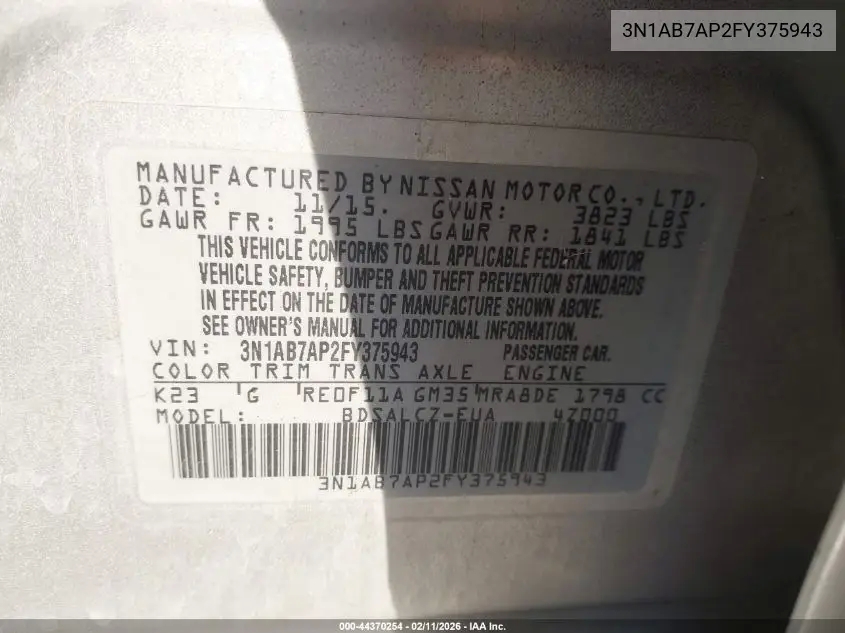 3N1AB7AP2FY375943
MANUFACTURED BY NISSAN MOTOR CO., LTD.
DATE: 11/15. GVWR: 3823 LBS
GAWR FR: 1995 LBS GAWR RR: 1841 LBS
THIS VEHICLE CONFORMS TO ALL APPLICABLE FEDERAL MOTOR
VEHICLE SAFETY, BUMPER AND THEFT PREVENTION STANDARDS
IN EFFECT ON THE DATE OF MANUFACTURE SHOWN ABOVE.
SEE OWNER'S MANUAL FOR ADDITIONAL INFORMATION.
VIN: 3N1AB7AP2FY375943 PASSENGER CAR.
COLOR TRIM TRANS AXLE ENGINE
K23 G RE0F11A GM35 MRA8DE 1798 CC
MODEL: BDSALCZ-EUA 4Z000
3N1AB7AP2FY375943
000-44370254 - 02/11/2026 - IAA Inc.